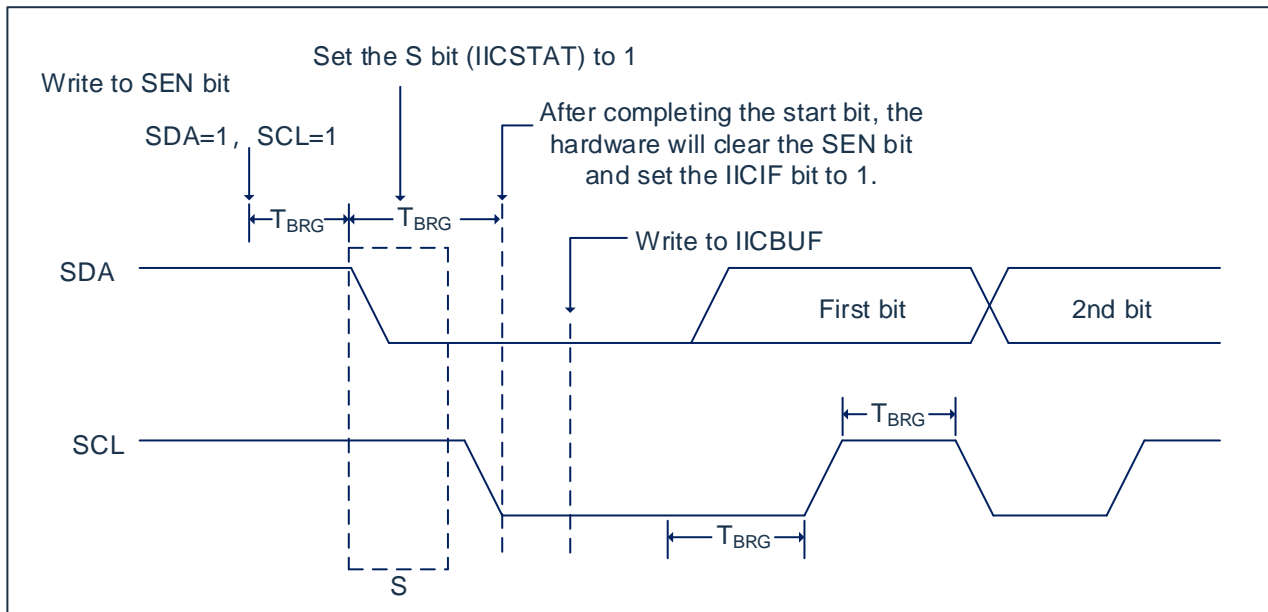 Set the S bit (IICSTAT) to 1
Write to SEN bit
SDA=1, SCL=1
After completing the start bit, the
hardware will clear the SEN bit
and set the IICIF bit to 1.
TBRG
TBRG
Write to IICBUF
SDA
First bit
2nd bit
TBRG
SCL
TBRG
S